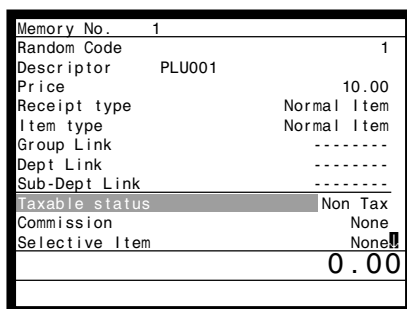 Memory No. 1
Random Code 1
Descriptor PLU001
Price 10.00
Receipt type Normal Item
Item type Normal Item
Group Link --------
Dept Link --------
Sub-Dept Link --------
Taxable status Non Tax
Commission None
Selective Item None↓
0.00